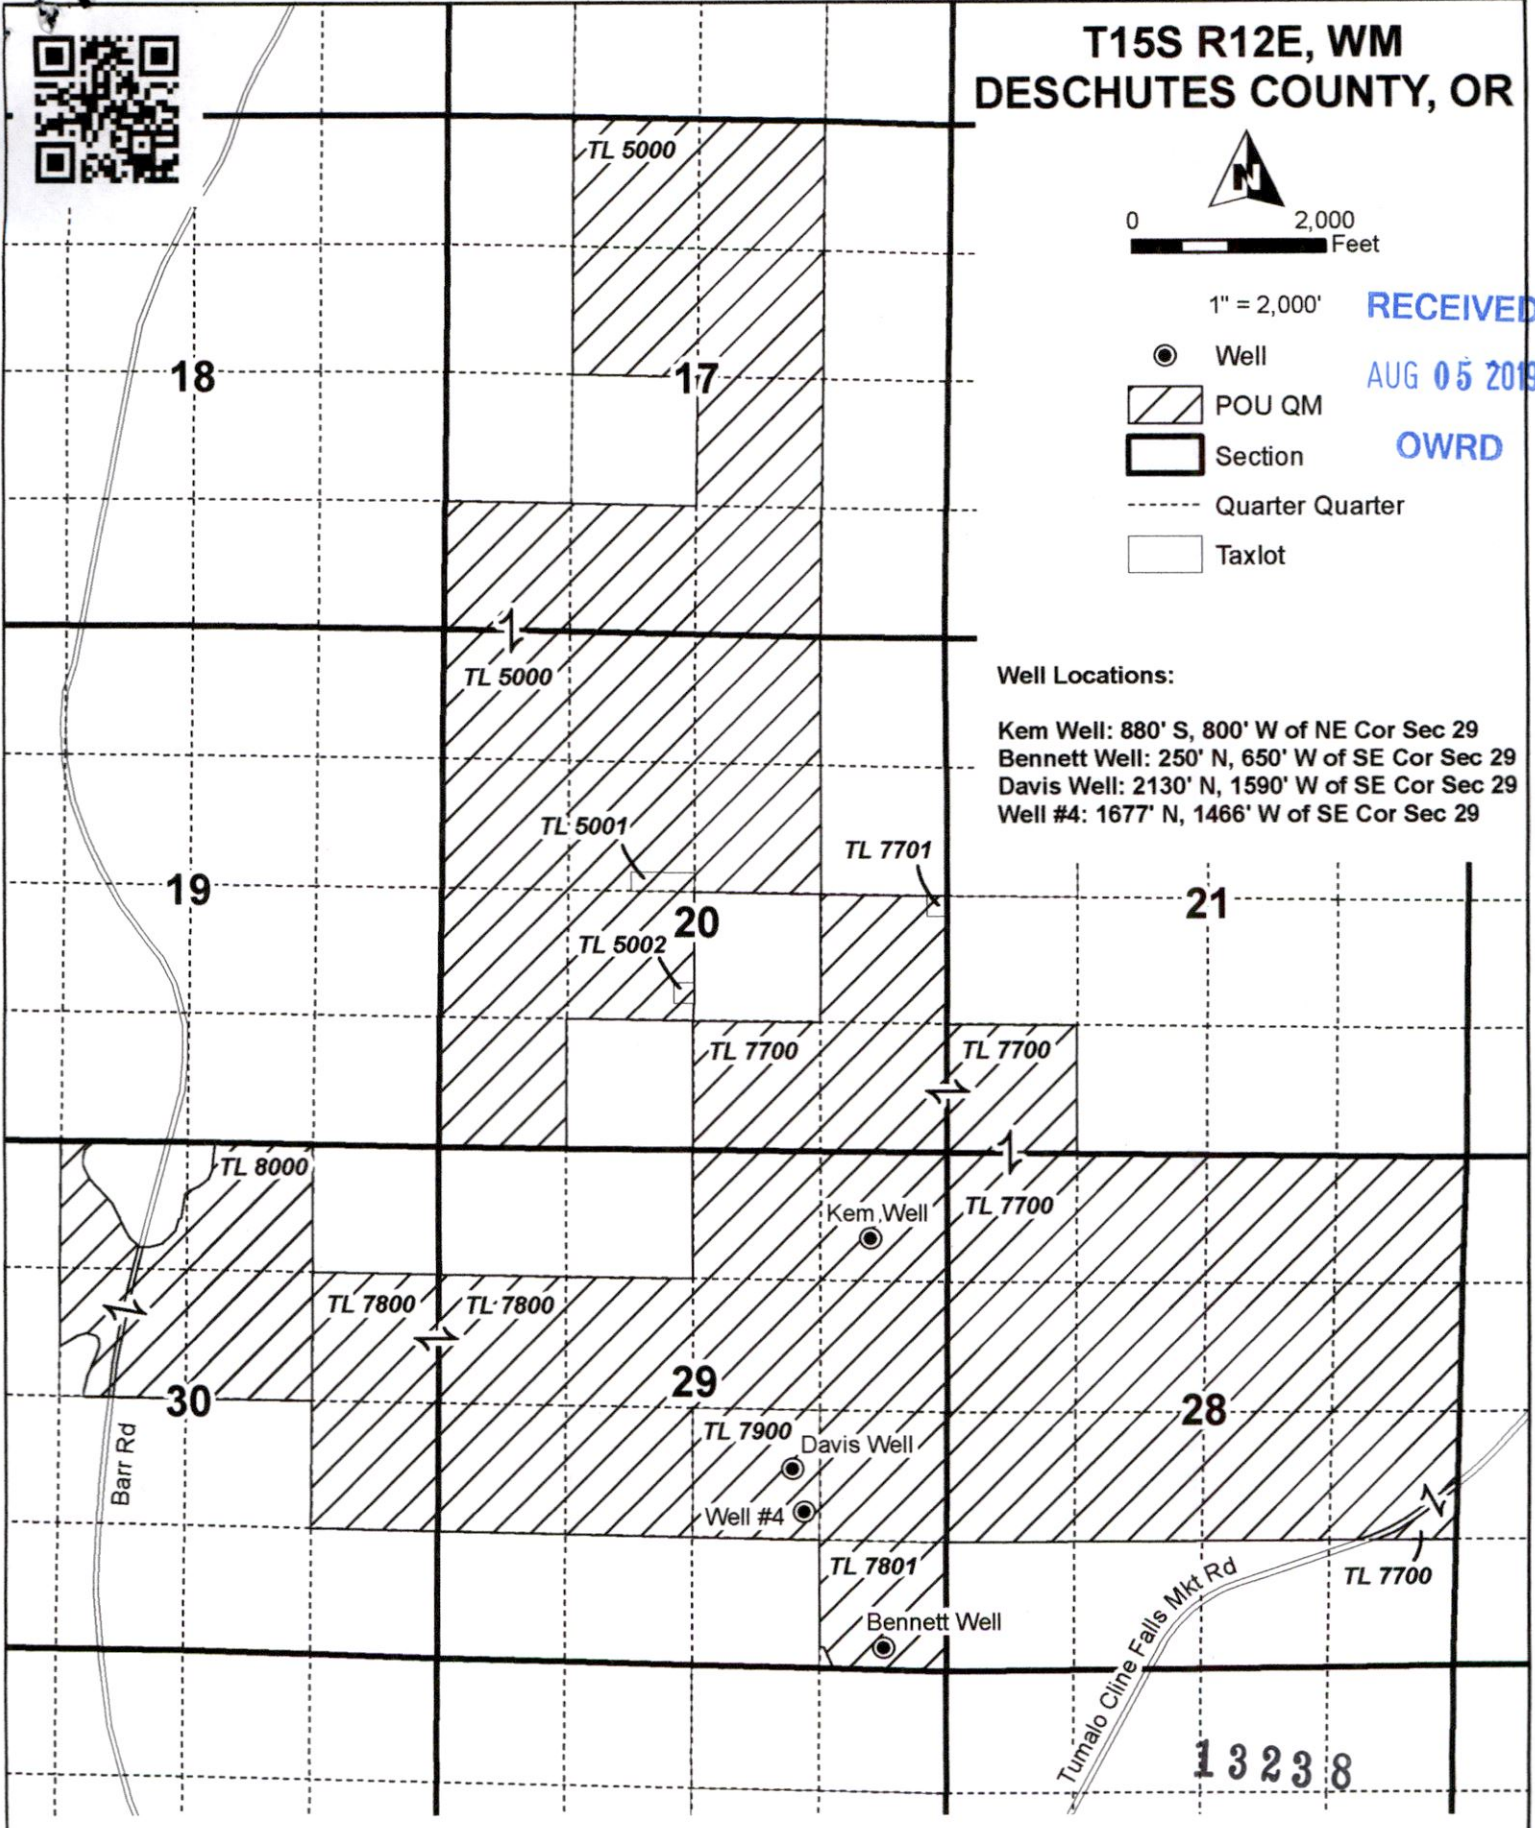 T15S R12E, WM
DESCHUTES COUNTY, OR
N
0 2,000
Feet
1" = 2,000'
RECEIVED
Well
AUG 05 2019
POU QM
OWRD
Section
Quarter Quarter
Taxlot
Well Locations:
Kem Well: 880' S, 800' W of NE Cor Sec 29
Bennett Well: 250' N, 650' W of SE Cor Sec 29
Davis Well: 2130' N, 1590' W of SE Cor Sec 29
Well #4: 1677' N, 1466' W of SE Cor Sec 29
TL 5000
18
17
TL 5000
TL 5001
TL 7701
19
20
21
TL 5002
TL 7700
TL 7700
TL 8000
Kem Well
TL 7700
TL 7800
TL 7800
29
30
28
TL 7900
Davis Well
Barr Rd
Well #4
TL 7801
TL 7700
Bennett Well
Tumalo Cline Falls Mkt Rd
13238